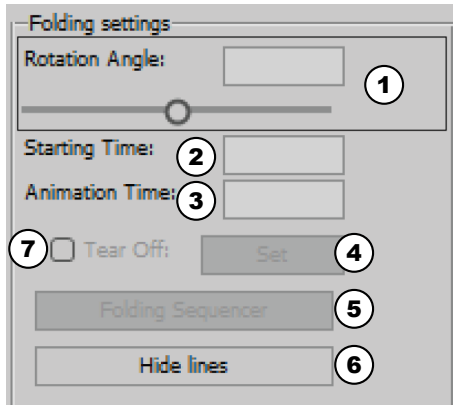 Folding settings
Rotation Angle:
1
Starting Time:
2
Animation Time:
3
7
Tear Off:
Set
4
Folding Sequencer
5
Hide lines
6